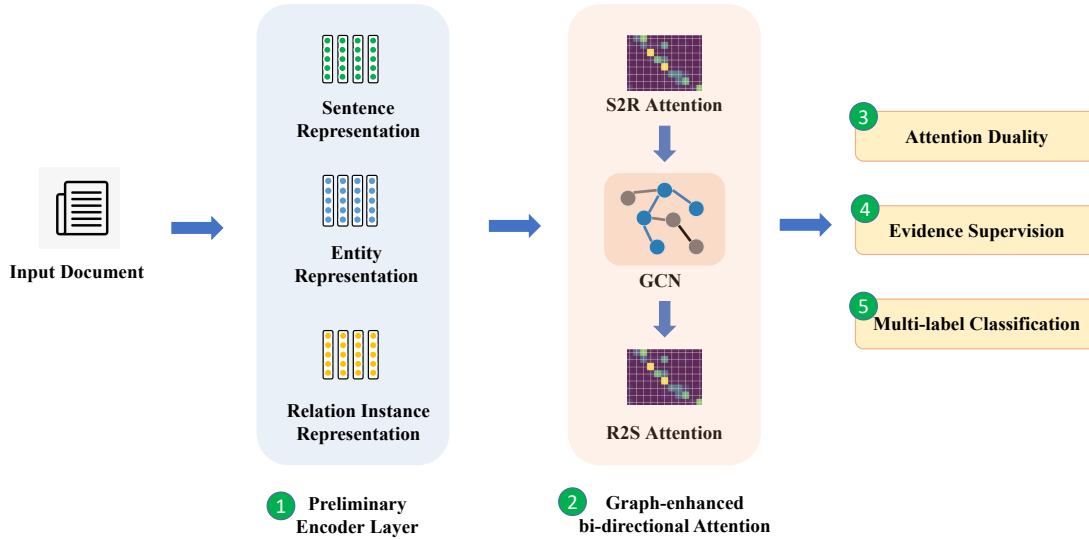 Input Document
Sentence
Representation
Entity
Representation
Relation Instance
Representation
1
Preliminary
Encoder Layer
S2R Attention
GCN
R2S Attention
2
Graph-enhanced
bi-directional Attention
3
Attention Duality
4
Evidence Supervision
5
Multi-label Classification